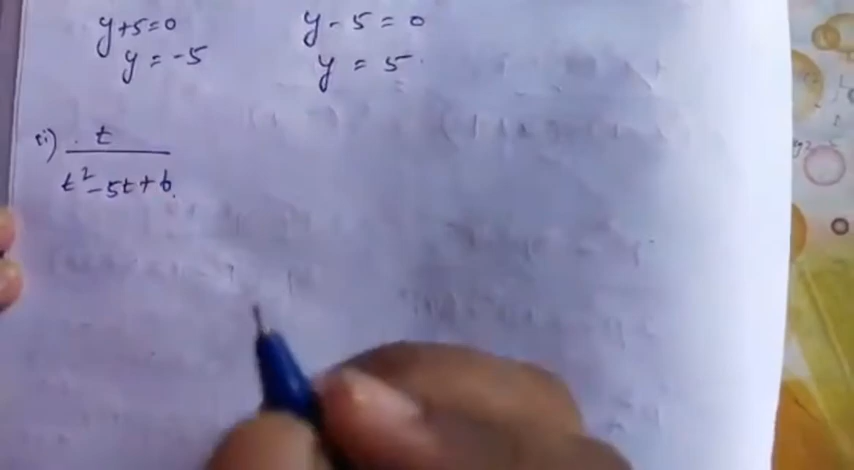 y+5=0 y-5=0
y=-5 y=5
ii) t
t²-5t+6.